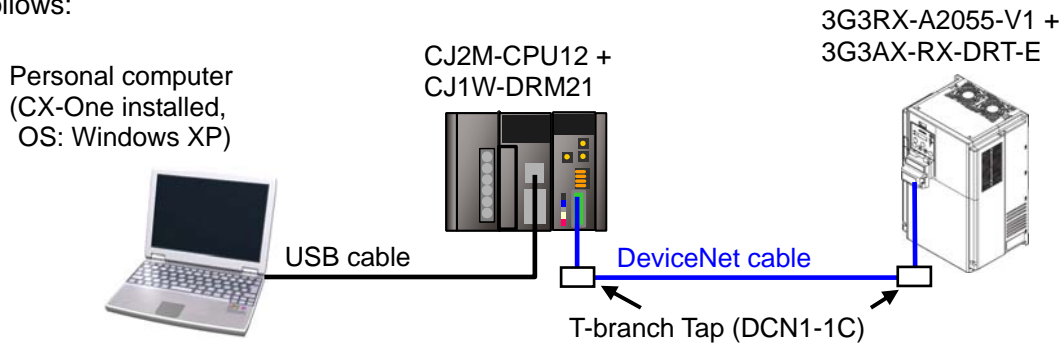 ollows:
3G3RX-A2055-V1 +
3G3AX-RX-DRT-E
CJ2M-CPU12 +
CJ1W-DRM21
Personal computer
(CX-One installed,
OS: Windows XP)
USB cable
DeviceNet cable
T-branch Tap (DCN1-1C)